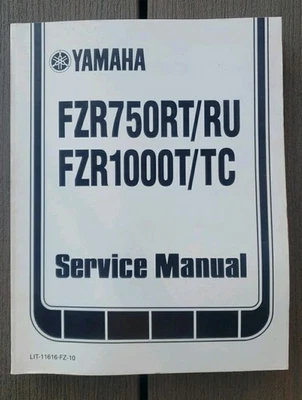 YAMAHA
FZR750RT/RU
FZR1000T/TC
Service Manual
LIT-11616-FZ-10